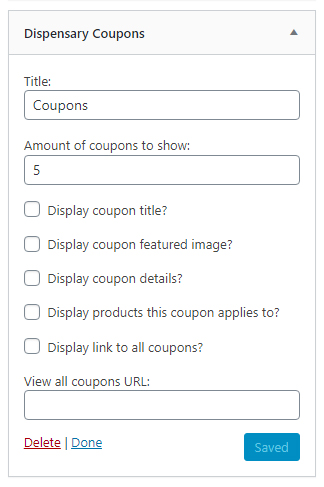 Dispensary Coupons
Title:
Coupons
Amount of coupons to show:
5
Display coupon title?
Display coupon featured image?
Display coupon details?
Display products this coupon applies to?
Display link to all coupons?
View all coupons URL:
Delete | Done
Saved